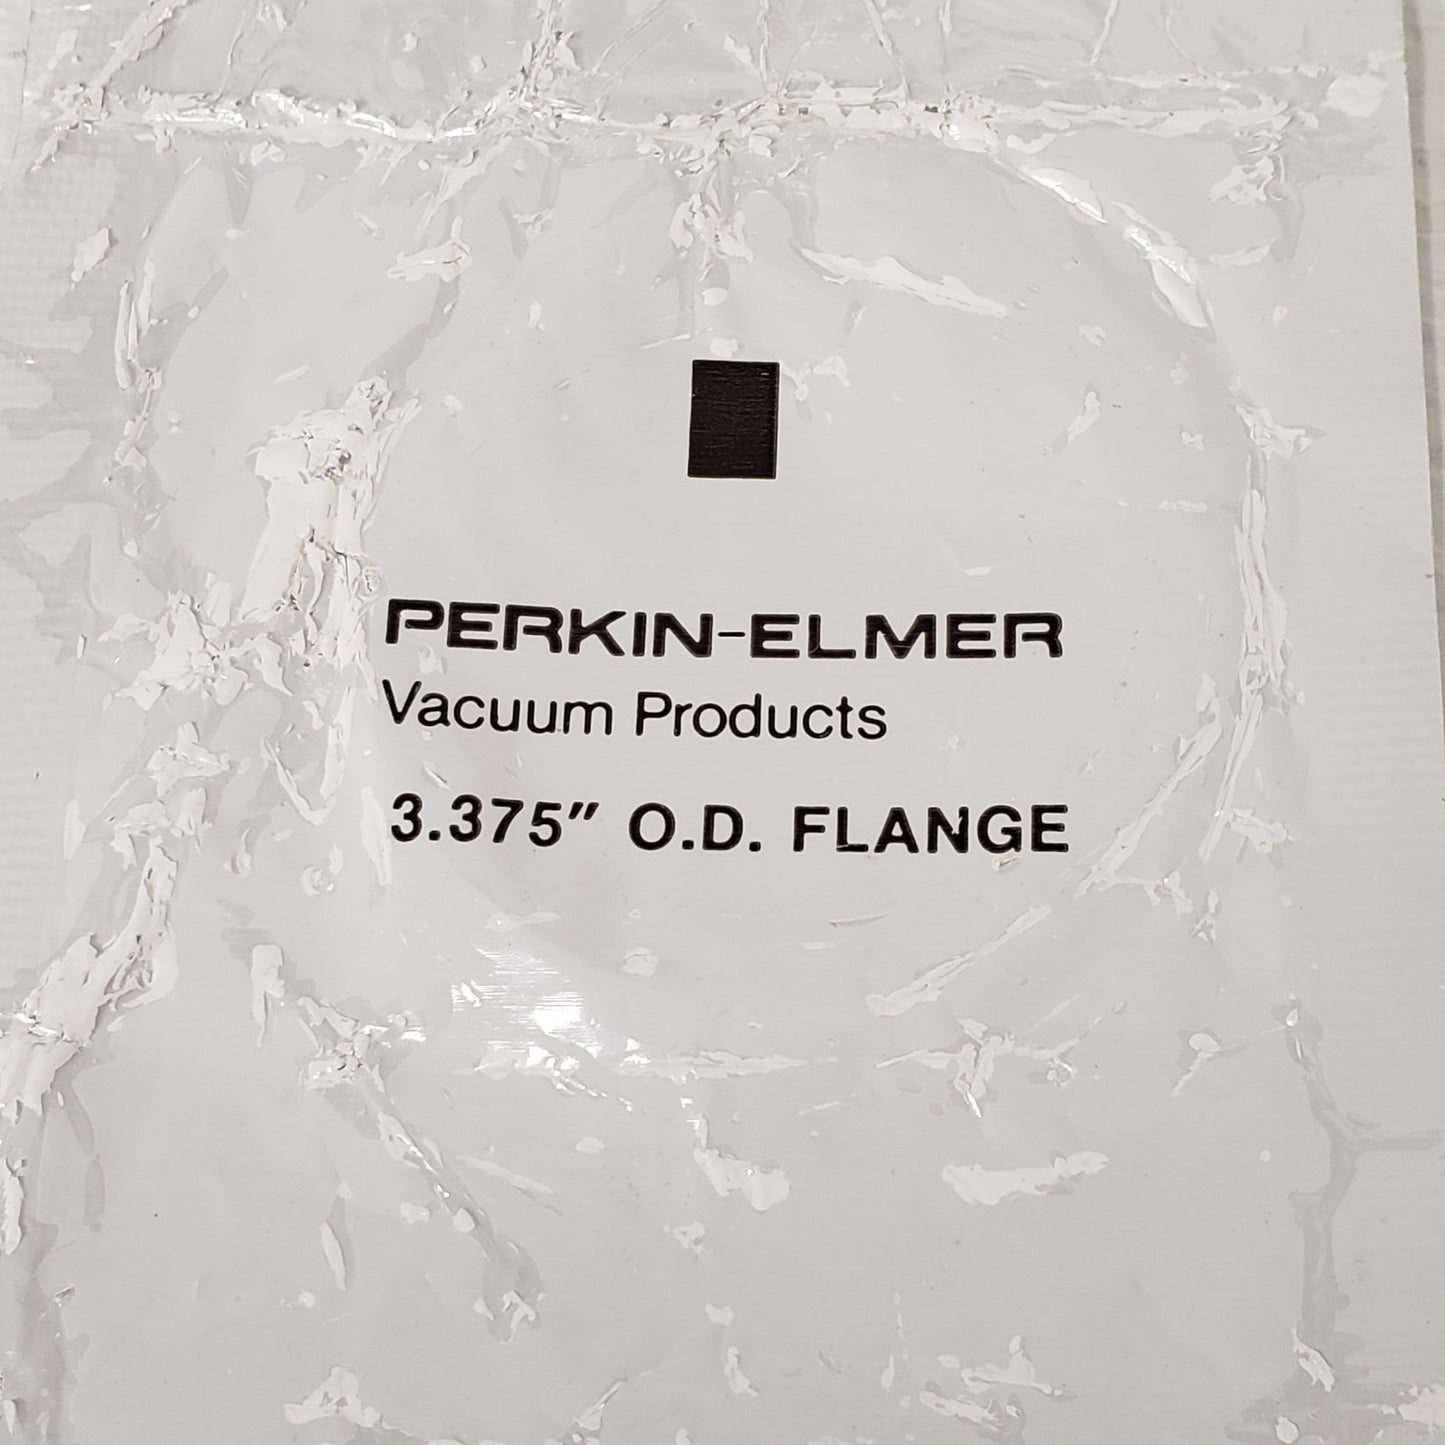 PERKIN-ELMER
Vacuum Products
3.375" O.D. FLANGE